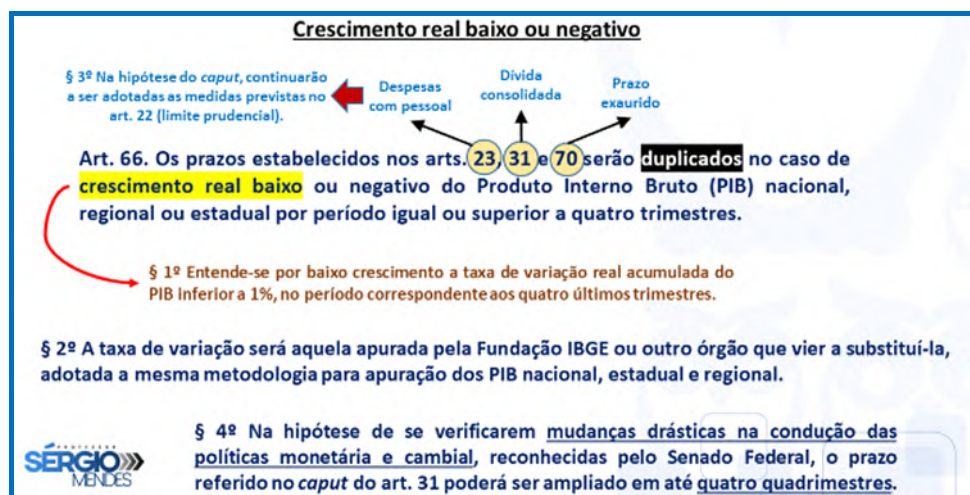 Crescimento real baixo ou negativo
§ 3º Na hipótese do caput, continuarão
a ser adotadas as medidas previstas no
art. 22 (limite prudencial).
Despesas
com pessoal
Dívida
consolidada
Prazo
exaurido
Art. 66. Os prazos estabelecidos nos arts. 23, 31 e 70 serão duplicados no caso de
crescimento real baixo ou negativo do Produto Interno Bruto (PIB) nacional,
regional ou estadual por período igual ou superior a quatro trimestres.
§ 1º Entende-se por baixo crescimento a taxa de variação real acumulada do
PIB inferior a 1%, no período correspondente aos quatro últimos trimestres.
§ 2º A taxa de variação será aquela apurada pela Fundação IBGE ou outro órgão que vier a substituí-la,
adotada a mesma metodologia para apuração dos PIB nacional, estadual e regional.
§ 4º Na hipótese de se verificarem mudanças drásticas na condução das
políticas monetária e cambial, reconhecidas pelo Senado Federal, o prazo
referido no caput do art. 31 poderá ser ampliado em até quatro quadrimestres.
PROFESSOR
SÉRGIO
MENDES